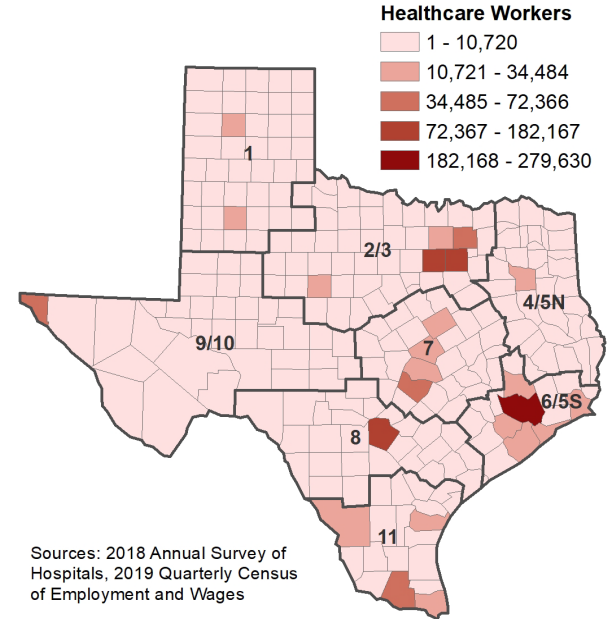 Healthcare Workers
1 - 10,720
10,721 - 34,484
34,485 - 72,366
72,367 - 182,167
182,168 - 279,630
1
2/3
4/5N
9/10
7
6/5S
8
11
Sources: 2018 Annual Survey of
Hospitals, 2019 Quarterly Census
of Employment and Wages